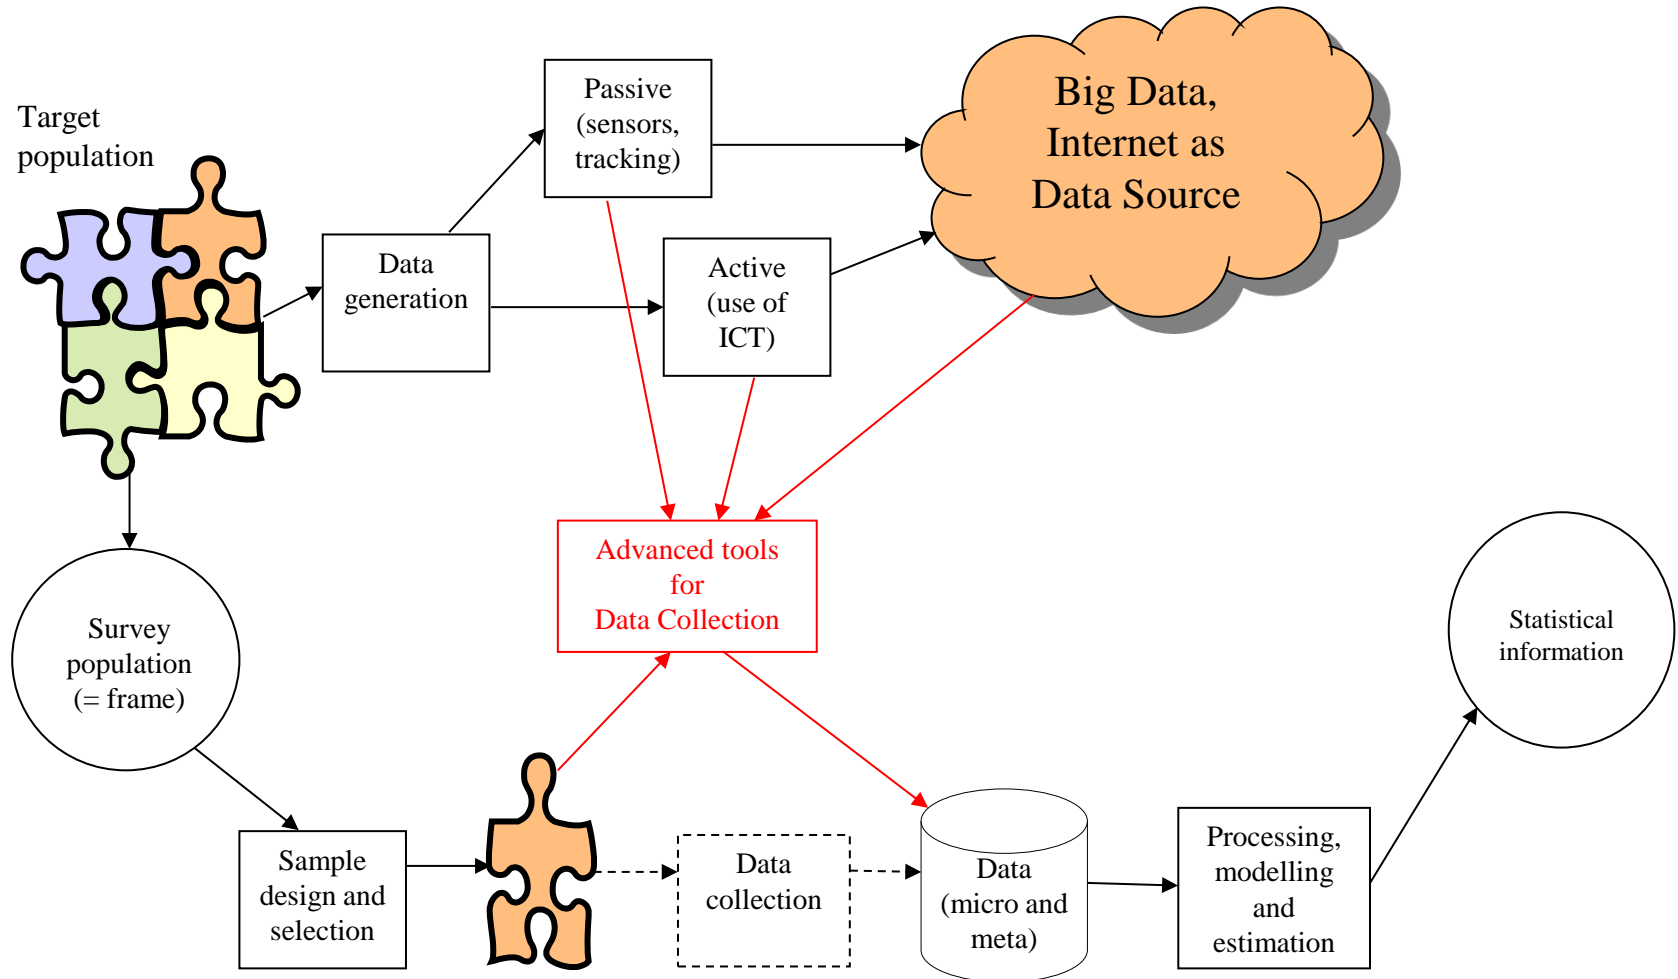 Target
population
Passive
(sensors,
tracking)
Big Data,
Internet as
Data Source
Data
generation
Active
(use of
ICT)
Advanced tools
for
Data Collection
Survey
population
(= frame)
Statistical
information
Sample
design and
selection
Data
collection
Data
(micro and
meta)
Processing,
modelling
and
estimation